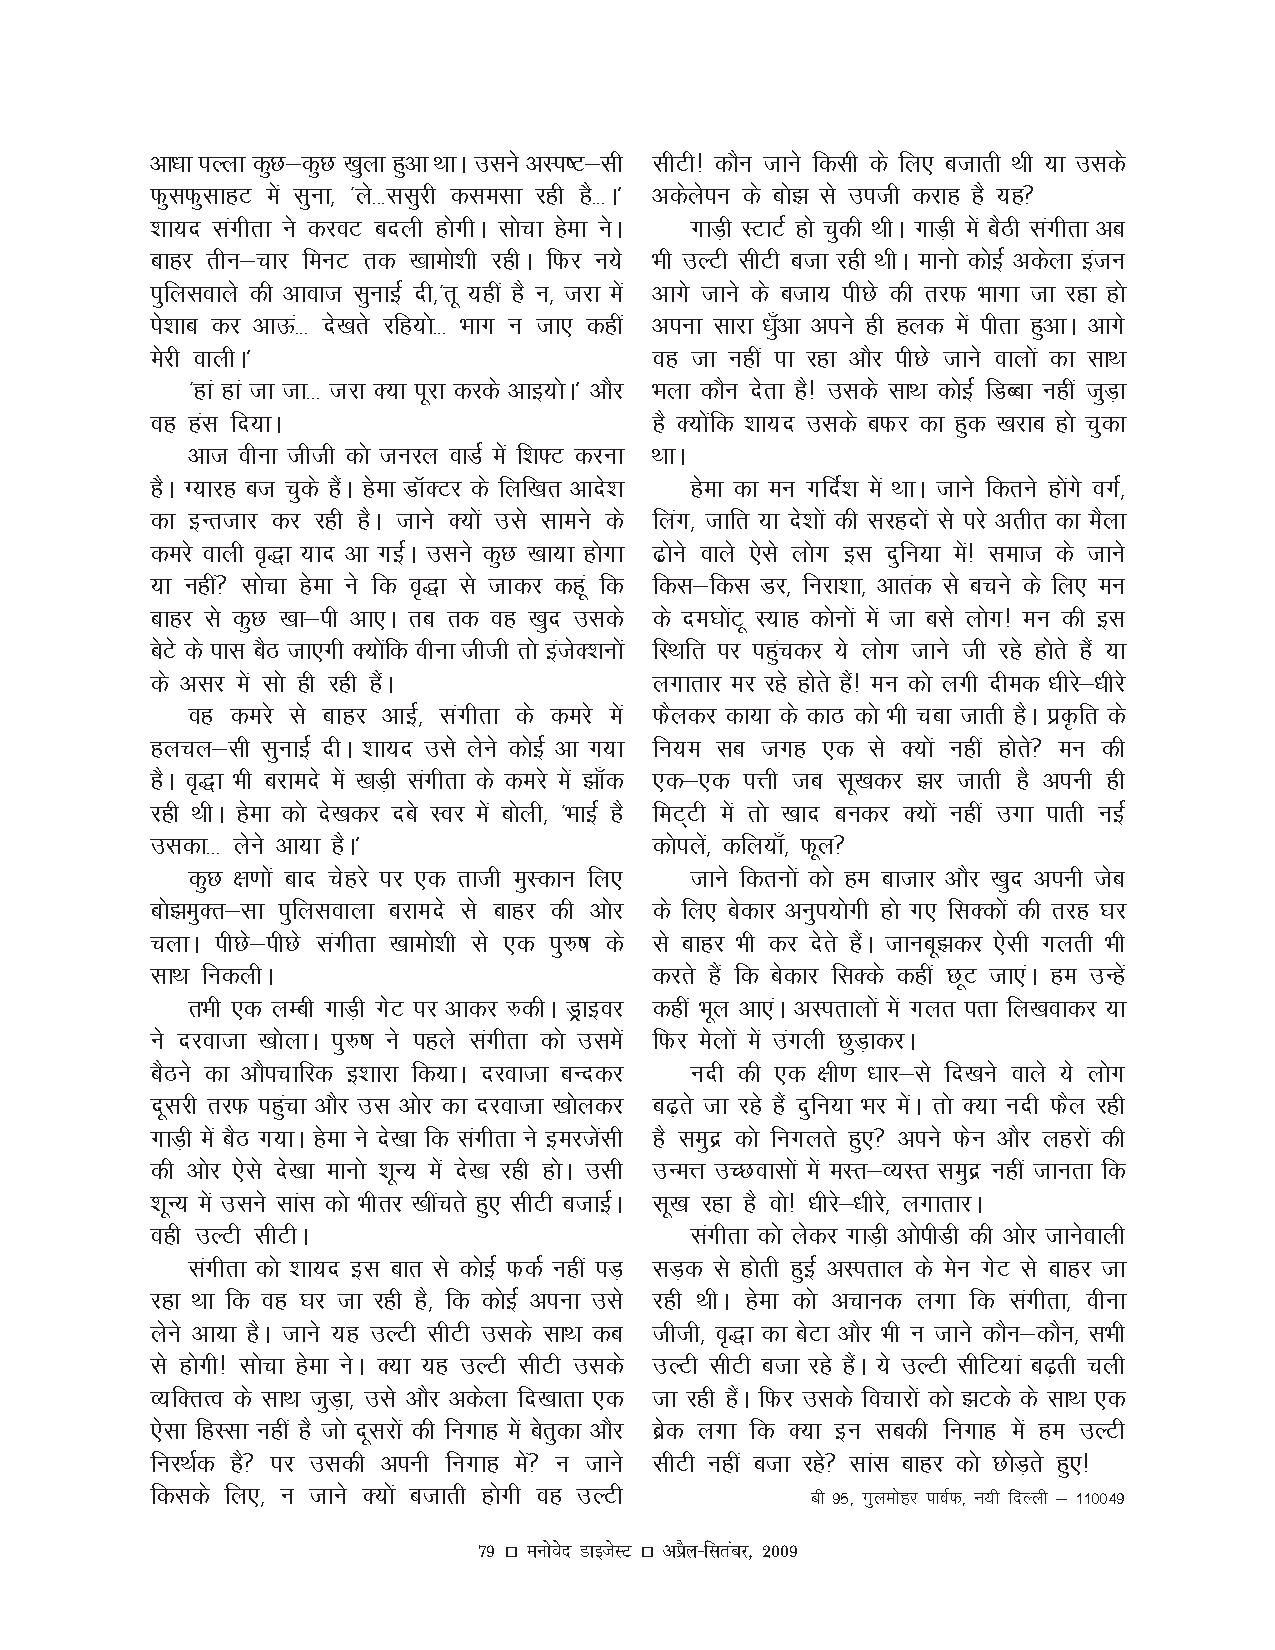 आधा पल्ला कुछ–कुछ खुला हुआ था। उसने अस्पष्ट–सी
फुसफुसाहट में सुना, 'ले...ससुरी कसमसा रही है...।'
शायद संगीता ने करवट बदली होगी। सोचा हेमा ने।
बाहर तीन–चार मिनट तक खामोशी रही। फिर नये
पुलिसवाले की आवाज सुनाई दी,'तू यहीं है न, जरा में
पेशाब कर आऊं... देखते रहियो... भाग न जाए कहीं
मेरी वाली।'
'हां हां जा जा... जरा क्या पूरा करके आइयो।' और
वह हंस दिया।
आज वीना जीजी को जनरल वार्ड में शिफ्ट करना
है। ग्यारह बज चुके हैं। हेमा डॉक्टर के लिखित आदेश
का इन्तजार कर रही है। जाने क्यों उसे सामने के
कमरे वाली वृद्धा याद आ गई। उसने कुछ खाया होगा
या नहीं? सोचा हेमा ने कि वृद्धा से जाकर कहूं कि
बाहर से कुछ खा–पी आए। तब तक वह खुद उसके
बेटे के पास बैठ जाएगी क्योंकि वीना जीजी तो इंजेक्शनों
के असर में सो ही रही हैं।
वह कमरे से बाहर आई, संगीता के कमरे में
हलचल–सी सुनाई दी। शायद उसे लेने कोई आ गया
है। वृद्धा भी बरामदे में खड़ी संगीता के कमरे में झाँक
रही थी। हेमा को देखकर दबे स्वर में बोली, 'भाई है
उसका... लेने आया है।'
कुछ क्षणों बाद चेहरे पर एक ताजी मुस्कान लिए
बोझमुक्त–सा पुलिसवाला बरामदे से बाहर की ओर
चला। पीछे–पीछे संगीता खामोशी से एक पुरुष के
साथ निकली।
तभी एक लम्बी गाड़ी गेट पर आकर रुकी। ड्राइवर
ने दरवाजा खोला। पुरुष ने पहले संगीता को उसमें
बैठने का औपचारिक इशारा किया। दरवाजा बन्दकर
दूसरी तरफ पहुंचा और उस ओर का दरवाजा खोलकर
गाड़ी में बैठ गया। हेमा ने देखा कि संगीता ने इमरजेंसी
की ओर ऐसे देखा मानो शून्य में देख रही हो। उसी
शून्य में उसने सांस को भीतर खींचते हुए सीटी बजाई।
वही उल्टी सीटी।
संगीता को शायद इस बात से कोई फर्क नहीं पड़
रहा था कि वह घर जा रही है, कि कोई अपना उसे
लेने आया है। जाने यह उल्टी सीटी उसके साथ कब
से होगी! सोचा हेमा ने। क्या यह उल्टी सीटी उसके
व्यक्तित्व के साथ जुड़ा, उसे और अकेला दिखाता एक
ऐसा हिस्सा नहीं है जो दूसरों की निगाह में बेतुका और
निरर्थक है? पर उसकी अपनी निगाह में? न जाने
किसके लिए, न जाने क्यों बजाती होगी वह उल्टी
सीटी! कौन जाने किसी के लिए बजाती थी या उसके
अकेलेपन के बोझ से उपजी कराह है यह?
गाड़ी स्टार्ट हो चुकी थी। गाड़ी में बैठी संगीता अब
भी उल्टी सीटी बजा रही थी। मानो कोई अकेला इंजन
आगे जाने के बजाय पीछे की तरफ भागा जा रहा हो
अपना सारा धुँआ अपने ही हलक में पीता हुआ। आगे
वह जा नहीं पा रहा और पीछे जाने वालों का साथ
भला कौन देता है! उसके साथ कोई डिब्बा नहीं जुड़ा
है क्योंकि शायद उसके बफर का हुक खराब हो चुका
था।
हेमा का मन गर्दिश में था। जाने कितने होंगे वर्ग,
लिंग, जाति या देशों की सरहदों से परे अतीत का मैला
ढोने वाले ऐसे लोग इस दुनिया में! समाज के जाने
किस–किस डर, निराशा, आतंक से बचने के लिए मन
के दमघोंटू स्याह कोनों में जा बसे लोग! मन की इस
स्थिति पर पहुंचकर ये लोग जाने जी रहे होते हैं या
लगातार मर रहे होते हैं! मन को लगी दीमक धीरे–धीरे
फैलकर काया के काठ को भी चबा जाती है। प्रकृति के
नियम सब जगह एक से क्यों नहीं होते? मन की
एक–एक पत्ती जब सूखकर झर जाती है अपनी ही
मिट्टी में तो खाद बनकर क्यों नहीं उगा पाती नई
कोपलें, कलियाँ, फूल?
जाने कितनों को हम बाजार और खुद अपनी जेब
के लिए बेकार अनुपयोगी हो गए सिक्कों की तरह घर
से बाहर भी कर देते हैं। जानबूझकर ऐसी गलती भी
करते हैं कि बेकार सिक्के कहीं छूट जाएं। हम उन्हें
कहीं भूल आएं। अस्पतालों में गलत पता लिखवाकर या
फिर मेलों में उंगली छुड़ाकर।
नदी की एक क्षीण धार–से दिखने वाले ये लोग
बढ़ते जा रहे हैं दुनिया भर में। तो क्या नदी फैल रही
है समुद्र को निगलते हुए? अपने फेन और लहरों की
उन्मत्त उच्छवासों में मस्त–व्यस्त समुद्र नहीं जानता कि
सूख रहा है वो! धीरे–धीरे, लगातार।
संगीता को लेकर गाड़ी ओपीडी की ओर जानेवाली
सड़क से होती हुई अस्पताल के मेन गेट से बाहर जा
रही थी। हेमा को अचानक लगा कि संगीता, वीना
जीजी, वृद्धा का बेटा और भी न जाने कौन–कौन, सभी
उल्टी सीटी बजा रहे हैं। ये उल्टी सीटियां बढ़ती चली
जा रही हैं। फिर उसके विचारों को झटके के साथ एक
ब्रेक लगा कि क्या इन सबकी निगाह में हम उल्टी
सीटी नहीं बजा रहे? सांस बाहर को छोड़ते हुए!
बी 95, गुलमोहर पार्वफ, नयी दिल्ली – 110049
79 □ मनोवेद डाइजेस्ट □ अप्रैल-सितंबर, 2009